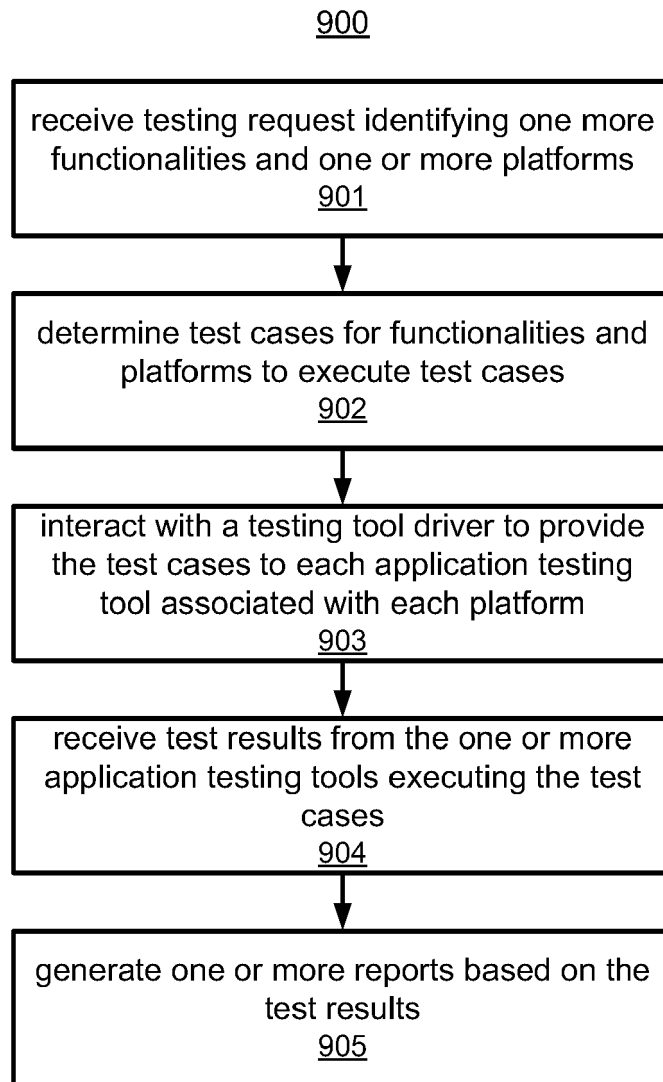 900
receive testing request identifying one more
functionalities and one or more platforms
901
determine test cases for functionalities and
platforms to execute test cases
902
interact with a testing tool driver to provide
the test cases to each application testing
tool associated with each platform
903
receive test results from the one or more
application testing tools executing the test
cases
904
generate one or more reports based on the
test results
905